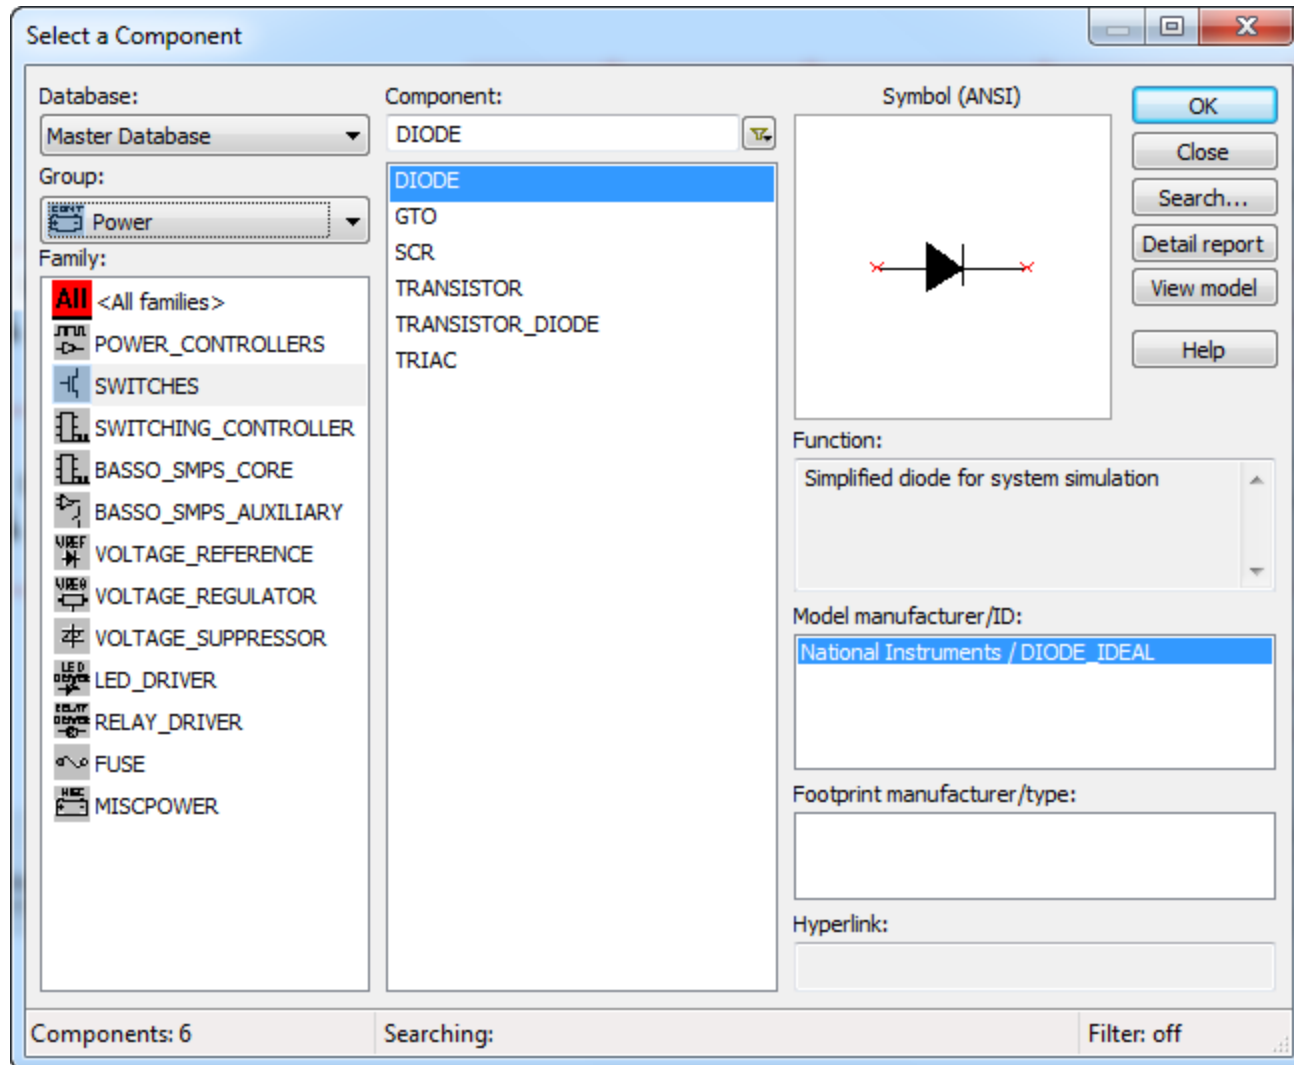 Select a Component
Database:
Master Database
Group:
Power
Family:
All <All families>
POWER_CONTROLLERS
SWITCHES
SWITCHING_CONTROLLER
BASSO_SMPS_CORE
BASSO_SMPS_AUXILIARY
VREF VOLTAGE_REFERENCE
VOLTAGE_REGULATOR
VOLTAGE_SUPPRESSOR
LED_DRIVER
RELAY_DRIVER
FUSE
MISCPOWER
Component:
DIODE
DIODE
GTO
SCR
TRANSISTOR
TRANSISTOR_DIODE
TRIAC
Symbol (ANSI)
OK
Close
Search...
Detail report
View model
Help
Function:
Simplified diode for system simulation
Model manufacturer/ID:
National Instruments / DIODE_IDEAL
Footprint manufacturer/type:
Hyperlink:
Components: 6
Searching:
Filter: off